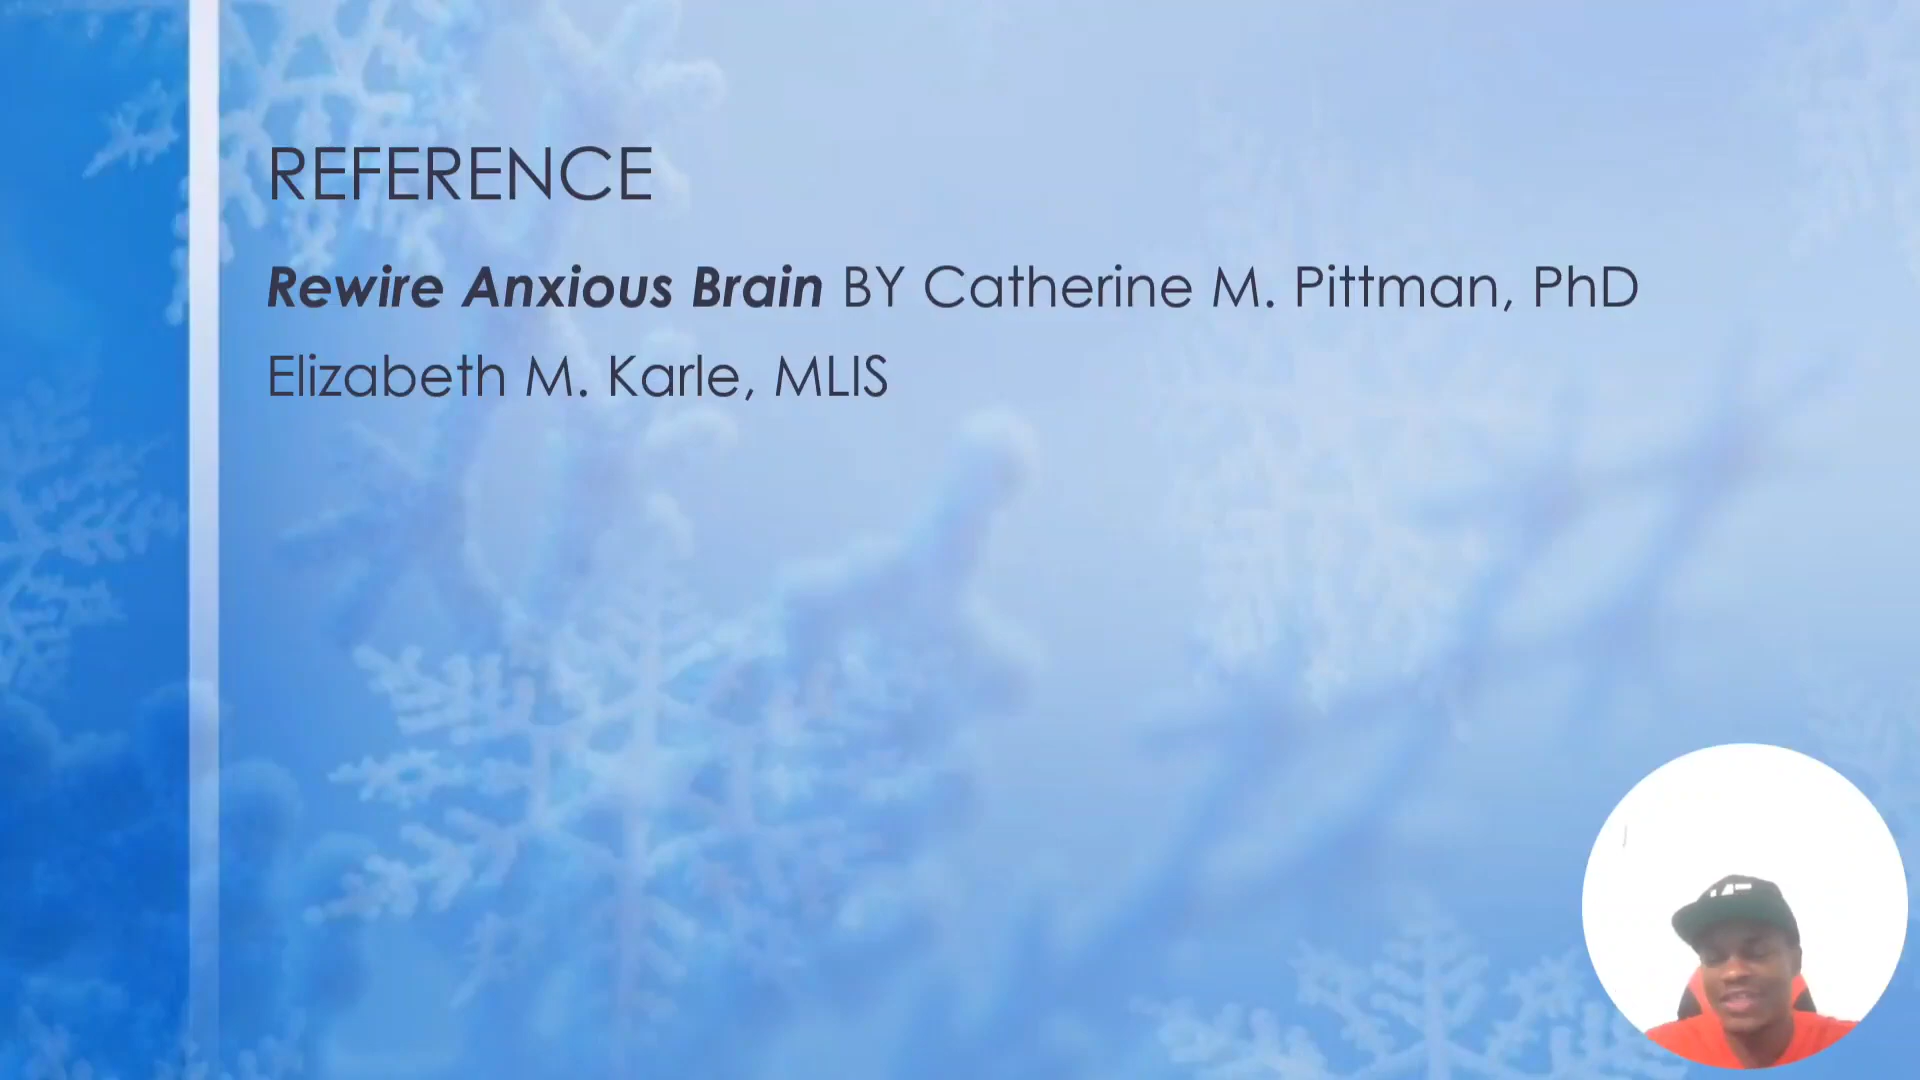 REFERENCE
Rewire Anxious Brain BY Catherine M. Pittman, PhD
Elizabeth M. Karle, MLIS